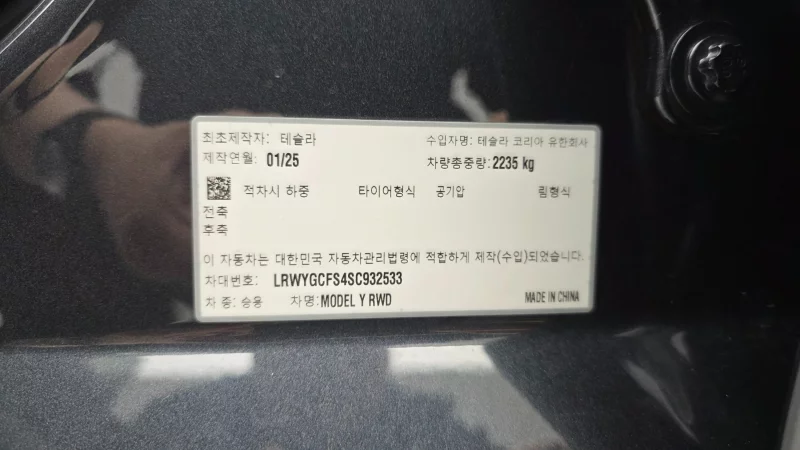 최초제작자: 테슬라 수입자명: 테슬라 코리아 유한회사
제작연월: 01/25 차량총중량: 2235 kg
적차시 하중 타이어형식 공기압 림형식
전축
후축
이 자동차는 대한민국 자동차관리법령에 적합하게 제작(수입)되었습니다.
차대번호: LRWYGCFS4SC932533
차 종: 승용 차명: MODEL Y RWD MADE IN CHINA